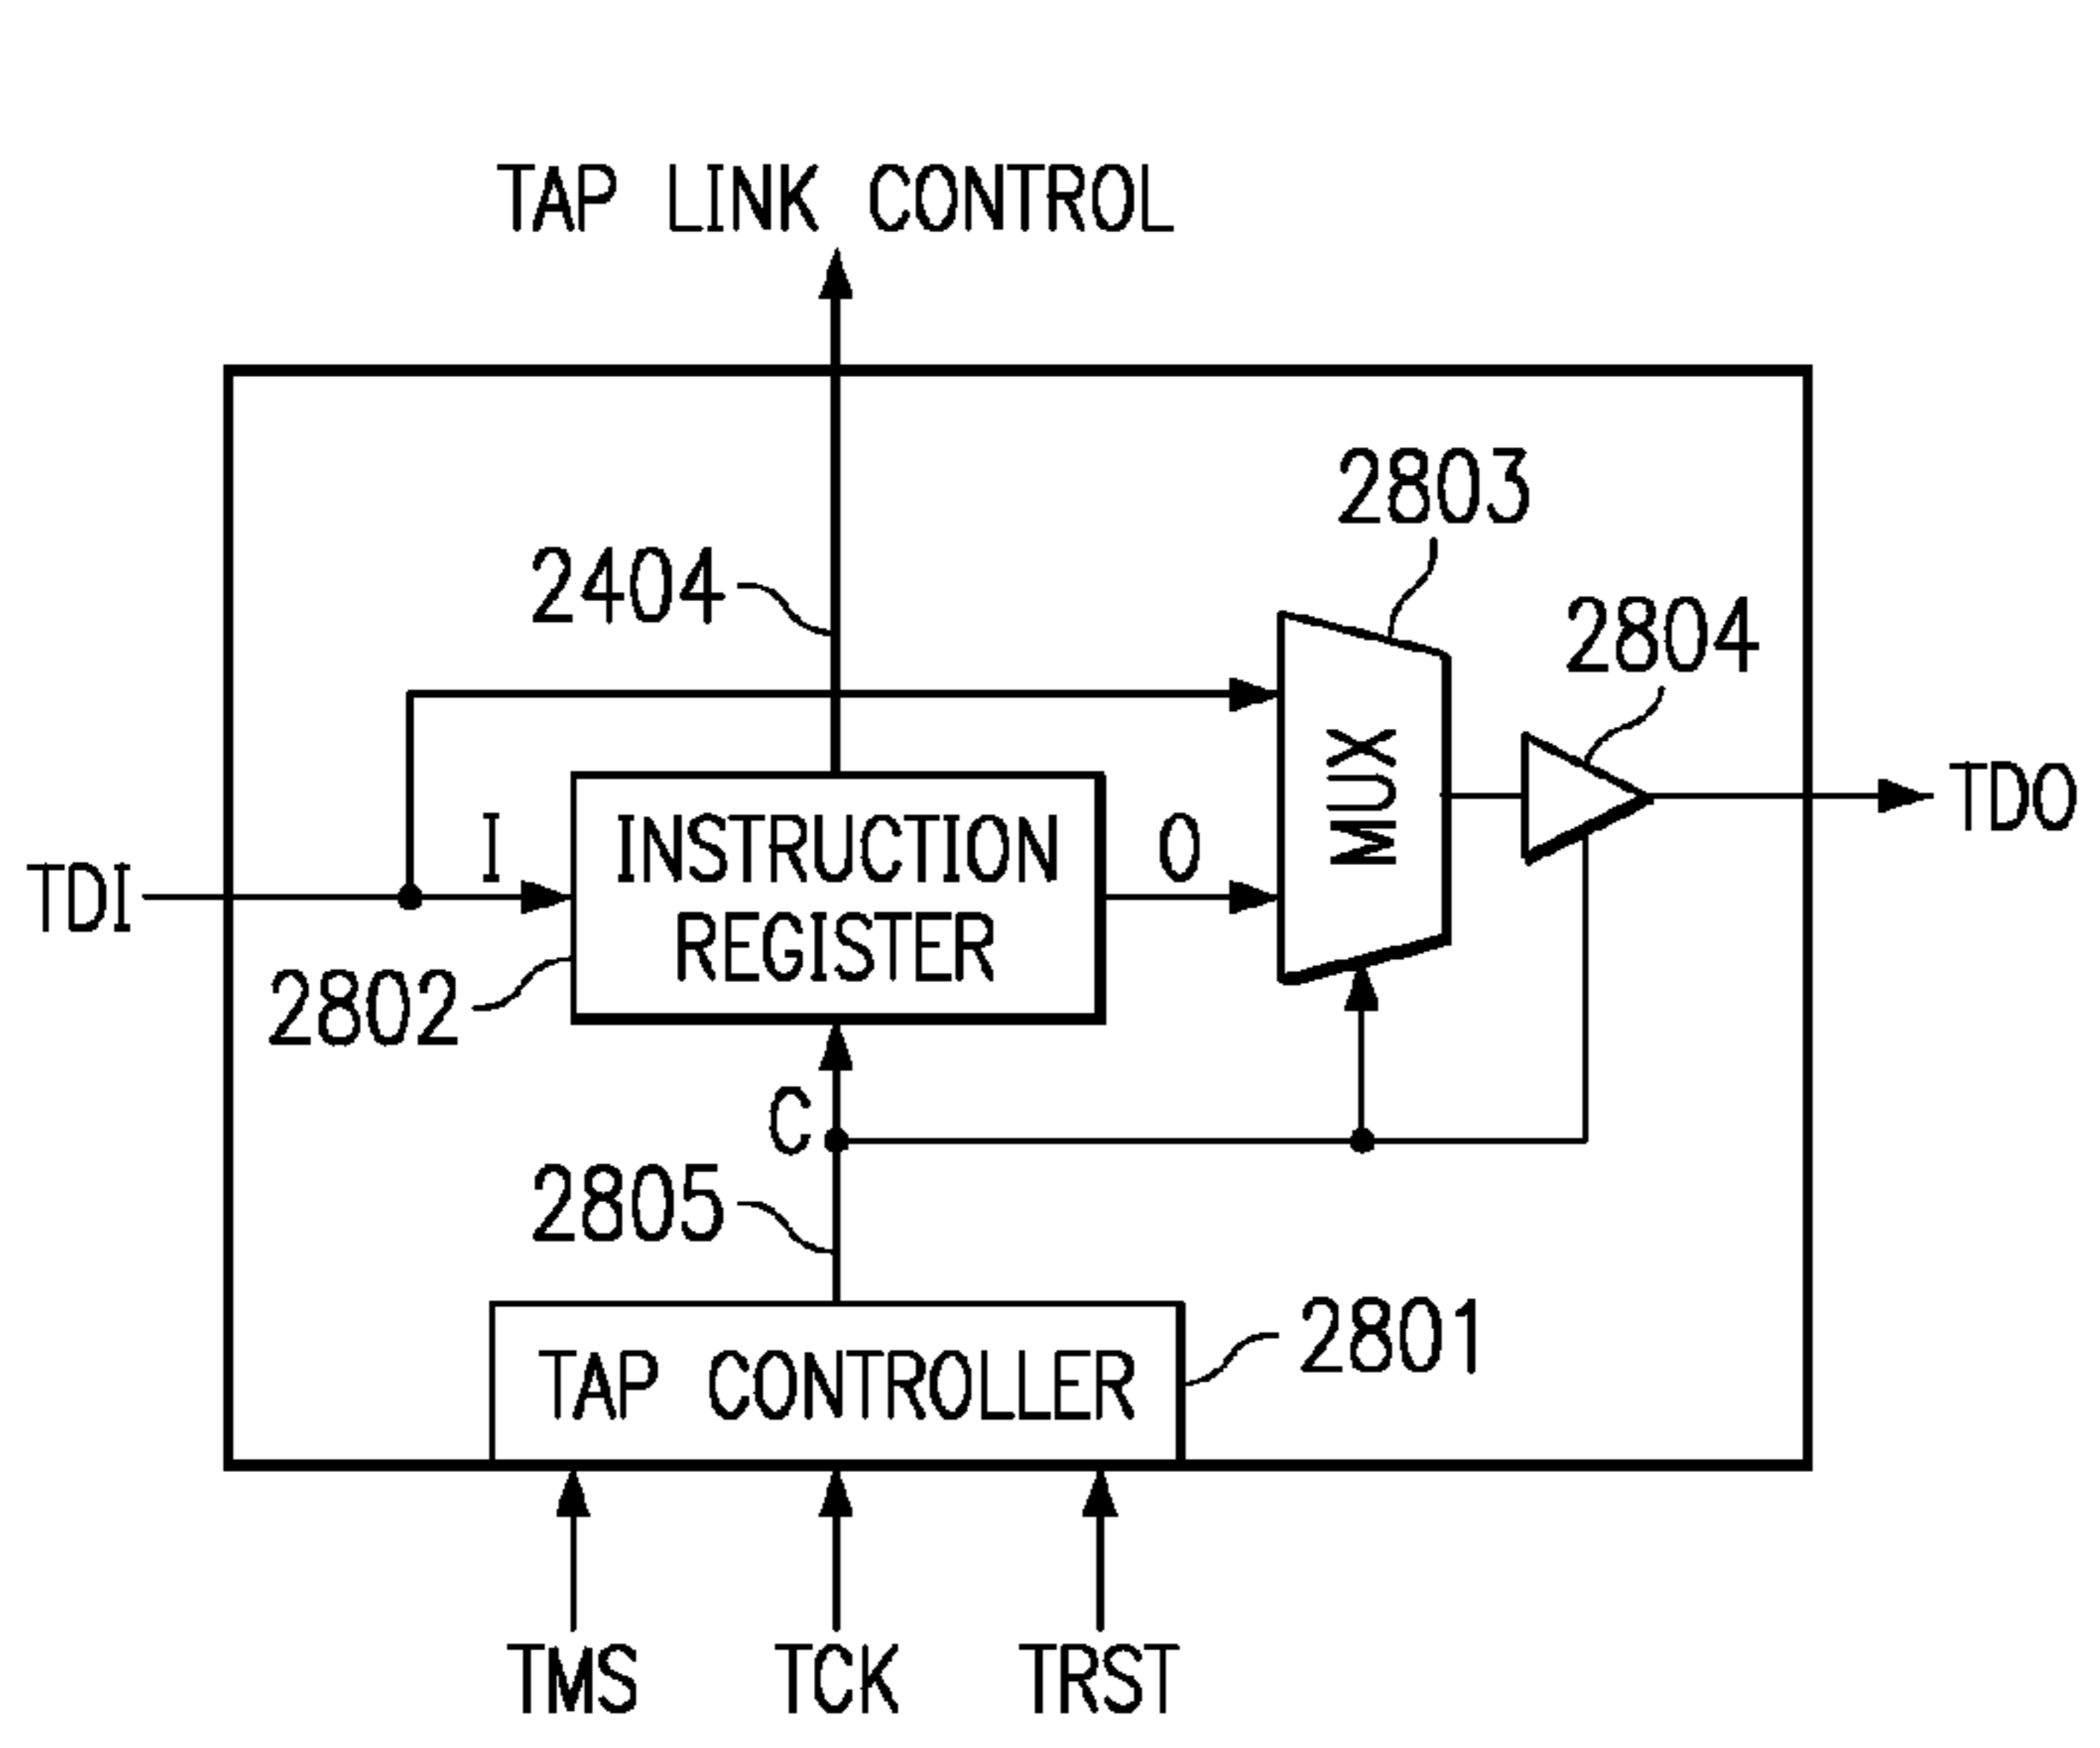 TAP LINK CONTROL
2803
2404
2804
MUX
TDO
I
INSTRUCTION
O
TDI
REGISTER
2802
C
2805
2801
TAP CONTROLLER
TMS
TCK
TRST